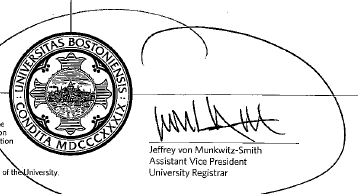 UNIVERSITAS BOSTONIENSIS
CONDITA MDCCCXXXIX
Jeffrey von Munkwitz-Smith
Assistant Vice President
University Registrar
of the University.